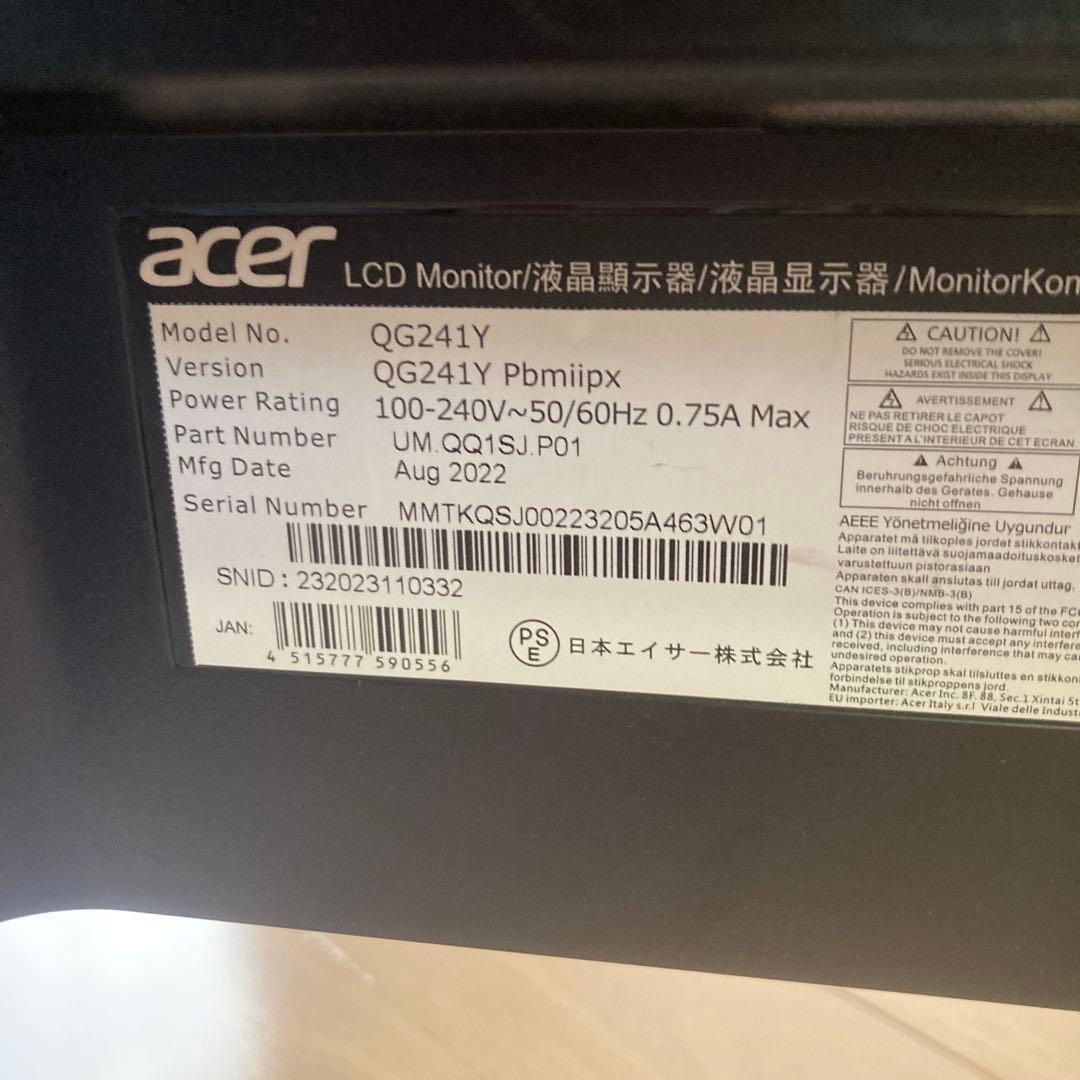 acer
LCD Monitor/液晶顯示器/液晶显示器/MonitorKon
Model No. QG241Y
Version QG241Y Pbmiipx
Power Rating 100-240V~50/60Hz 0.75A Max
Part Number UM.QQ1SJ.P01
Mfg Date Aug 2022
Serial Number MMTKQSJ00223205A463W01
SNID : 232023110332
JAN:
4 515777 590556
PS
E
日本エイサー株式会社
CAUTION!
DO NOT REMOVE THE COVER!
SERIOUS ELECTRICAL SHOCK
HAZARDS EXIST INSIDE THIS DISPLAY
AVERTISSEMENT
NE PAS RETIRER LE CAPOT
RISQUE DE CHOC ELECTRIQUE
PRESENT A L'INTERIEUR DE CET ECRAN
Achtung
Beruhrungsgefahrliche Spannung
innerhalb des Gerates. Gehause
nicht offnen
AEEE Yönetmeliğine Uygundur
Apparatet må tilkoples jordet stikkontakt
Laite on liitettävä suojamaadoituskosket
varustettuun pistorasiaan
Apparaten skall anslutas till jordat uttag.
CAN ICES-3(B)/NMB-3(B)
This device complies with part 15 of the FC
Operation is subject to the following two con
(1) This device may not cause harmful interf
and (2) this device must accept any interfere
received, including interference that may ca
undesired operation.
Apparatets stikprop skal tilsluttes en stikkon
forbindelse til stikproppens jord.
Manufacturer: Acer Inc. 8F. 88, Sec.1 Xintai 5t
EU importer: Acer Italy s.r.l Viale delle Indust